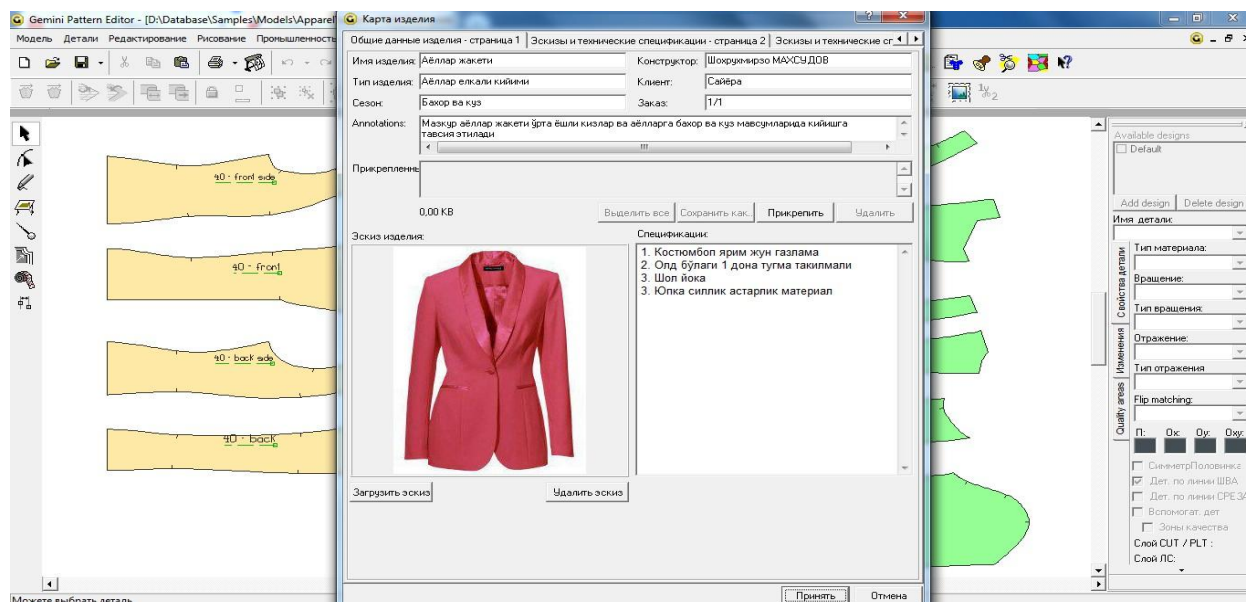 Gemini Pattern Editor - [D:\Database\Samples\Models\Apparel
Карта изделия
Модель Детали Редактирование Рисование Промышленность
Общие данные изделия - страница 1 Эскизы и технические спецификации - страница 2 Эскизы и технические сг
Имя изделия: Аёллар жакети
Конструктор: Шохрухмирзо МАХСУДОВ
Тип изделия: Аёллар елкали кийими
Клиент: Сайёра
Сезон: Бахор ва куз
Заказ: 1/1
Annotations: Мазкур аёллар жакети ўрта ёшли кизлар ва аёлларга бахор ва куз мавсумларида кийишга
тавсия этилади
Прикрепленнь
0,00 KB
Выделить все Сохранить как.. Прикрепить Удалить
Эскиз изделия:
Спецификации:
1. Костюмбоп ярим жун газлама
2. Олд бўлаги 1 дона тугма такилмали
3. Шол йока
3. Юпка силлик астарлик материал
Загрузить эскиз Удалить эскиз
Принять Отмена
40 - front side
40 - front
40 - back side
40 - back
Available designs
Default
Add design Delete design
Имя детали:
Свойства детали
Изменения
Quality areas
Тип материала:
Вращение:
Тип вращения:
Отражение:
Тип отражения
Flip matching:
П: Ox: Oy: Oxy:
СимметрПоловинка
Дет. по линии ШВА
Дет. по линии СРЕЗА
Вспомогат. дет
Зоны качества
Слой CUT / PLT :
Слой ЛС:
Можете выбрать деталь